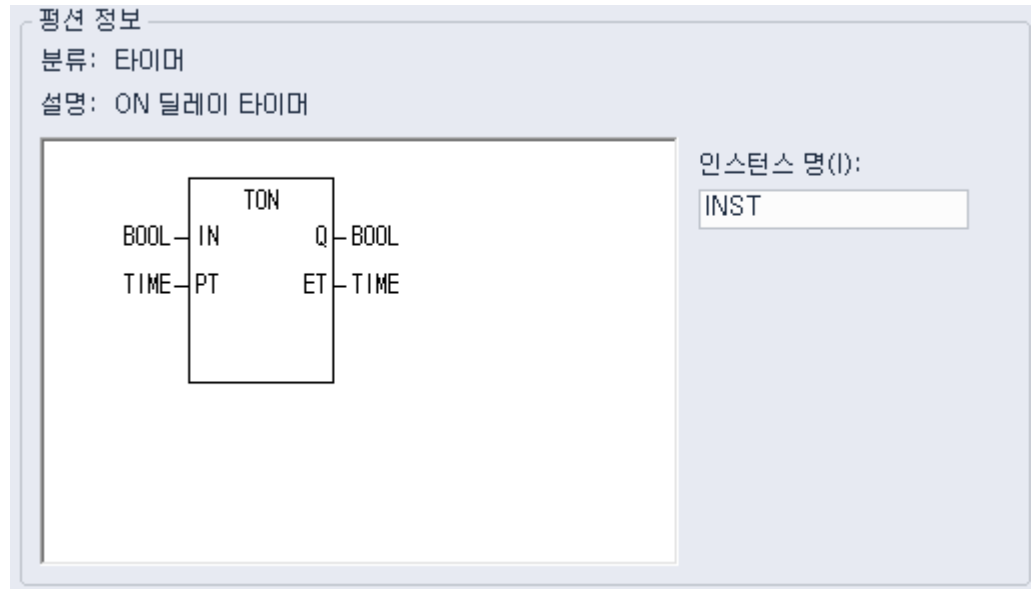 펑션 정보
분류: 타이머
설명: ON 딜레이 타이머
인스턴스 명(I):
INST
TON
BOOL IN Q BOOL
TIME PT ET TIME